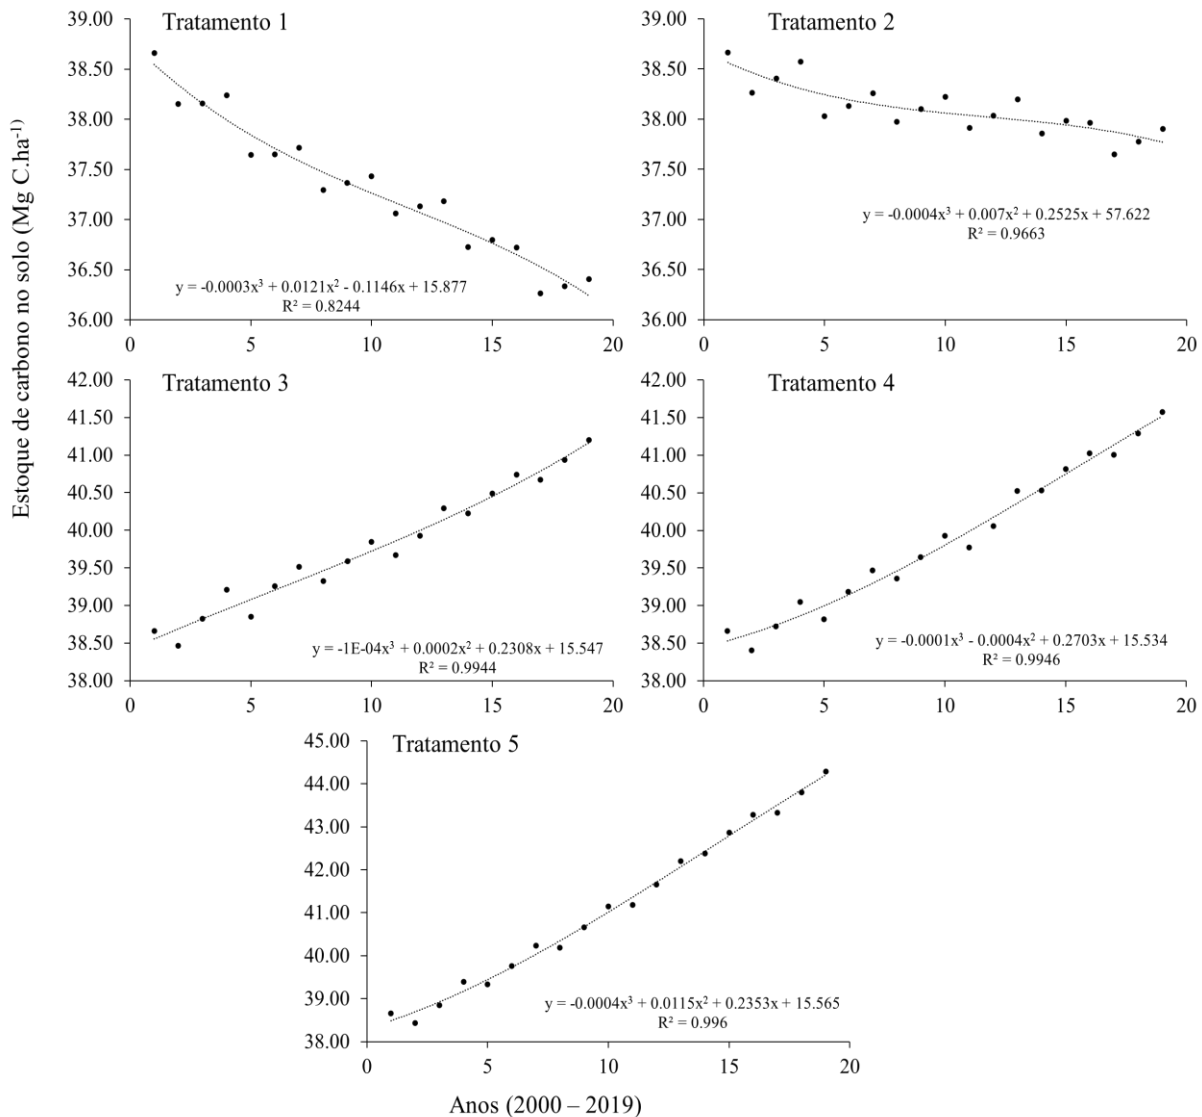 Estoque de carbono no solo (Mg C.ha⁻¹)
Tratamento 1
39.00
38.50
38.00
37.50
37.00
36.50
36.00
y = -0.0003x³ + 0.0121x² - 0.1146x + 15.877
R² = 0.8244
0 5 10 15 20
Tratamento 2
39.00
38.50
38.00
37.50
37.00
36.50
36.00
y = -0.0004x³ + 0.007x² + 0.2525x + 57.622
R² = 0.9663
0 5 10 15 20
Tratamento 3
42.00
41.50
41.00
40.50
40.00
39.50
39.00
38.50
38.00
y = -1E-04x³ + 0.0002x² + 0.2308x + 15.547
R² = 0.9944
0 5 10 15 20
Tratamento 4
42.00
41.50
41.00
40.50
40.00
39.50
39.00
38.50
38.00
y = -0.0001x³ - 0.0004x² + 0.2703x + 15.534
R² = 0.9946
0 5 10 15 20
Tratamento 5
45.00
44.00
43.00
42.00
41.00
40.00
39.00
38.00
y = -0.0004x³ + 0.0115x² + 0.2353x + 15.565
R² = 0.996
0 5 10 15 20
Anos (2000 – 2019)